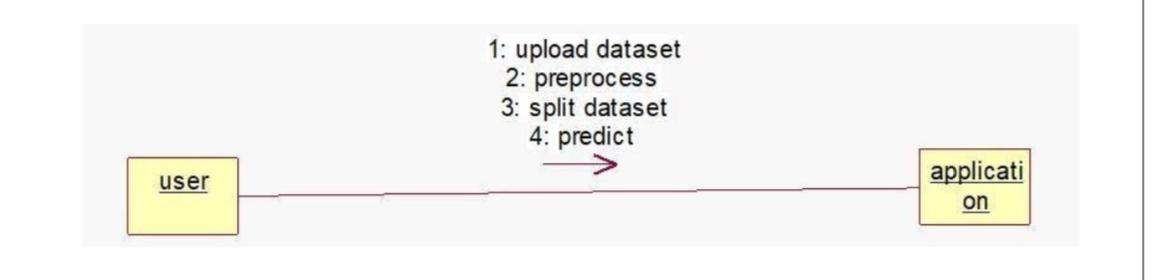 1: upload dataset
2: preprocess
3: split dataset
4: predict
user
applicati
on